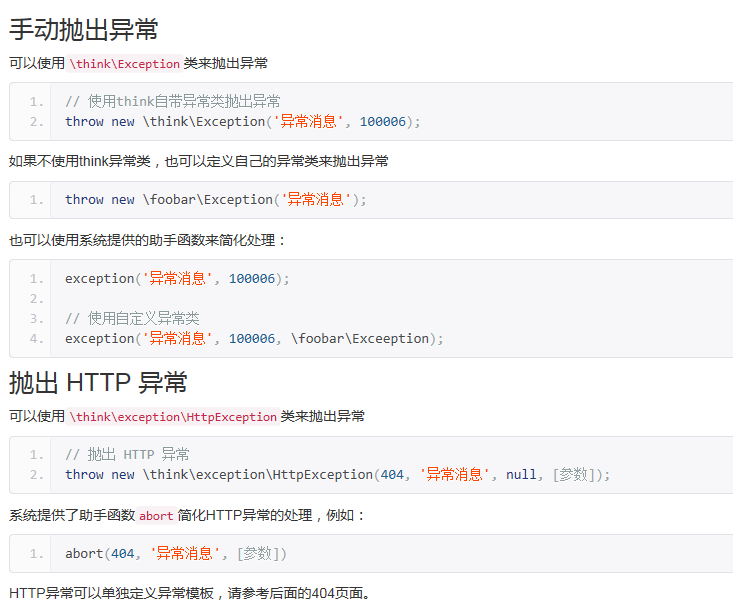 手动抛出异常
可以使用 \think\Exception 类来抛出异常
1. // 使用think自带异常类抛出异常
2. throw new \think\Exception('异常消息', 100006);
如果不使用think异常类，也可以定义自己的异常类来抛出异常
1. throw new \foobar\Exception('异常消息');
也可以使用系统提供的助手函数来简化处理：
1. exception('异常消息', 100006);
2.
3. // 使用自定义异常类
4. exception('异常消息', 100006, \foobar\Exceeption);
抛出 HTTP 异常
可以使用 \think\exception\HttpException 类来抛出异常
1. // 抛出 HTTP 异常
2. throw new \think\exception\HttpException(404, '异常消息', null, [参数]);
系统提供了助手函数 abort 简化HTTP异常的处理，例如：
1. abort(404, '异常消息', [参数])
HTTP异常可以单独定义异常模板，请参考后面的404页面。